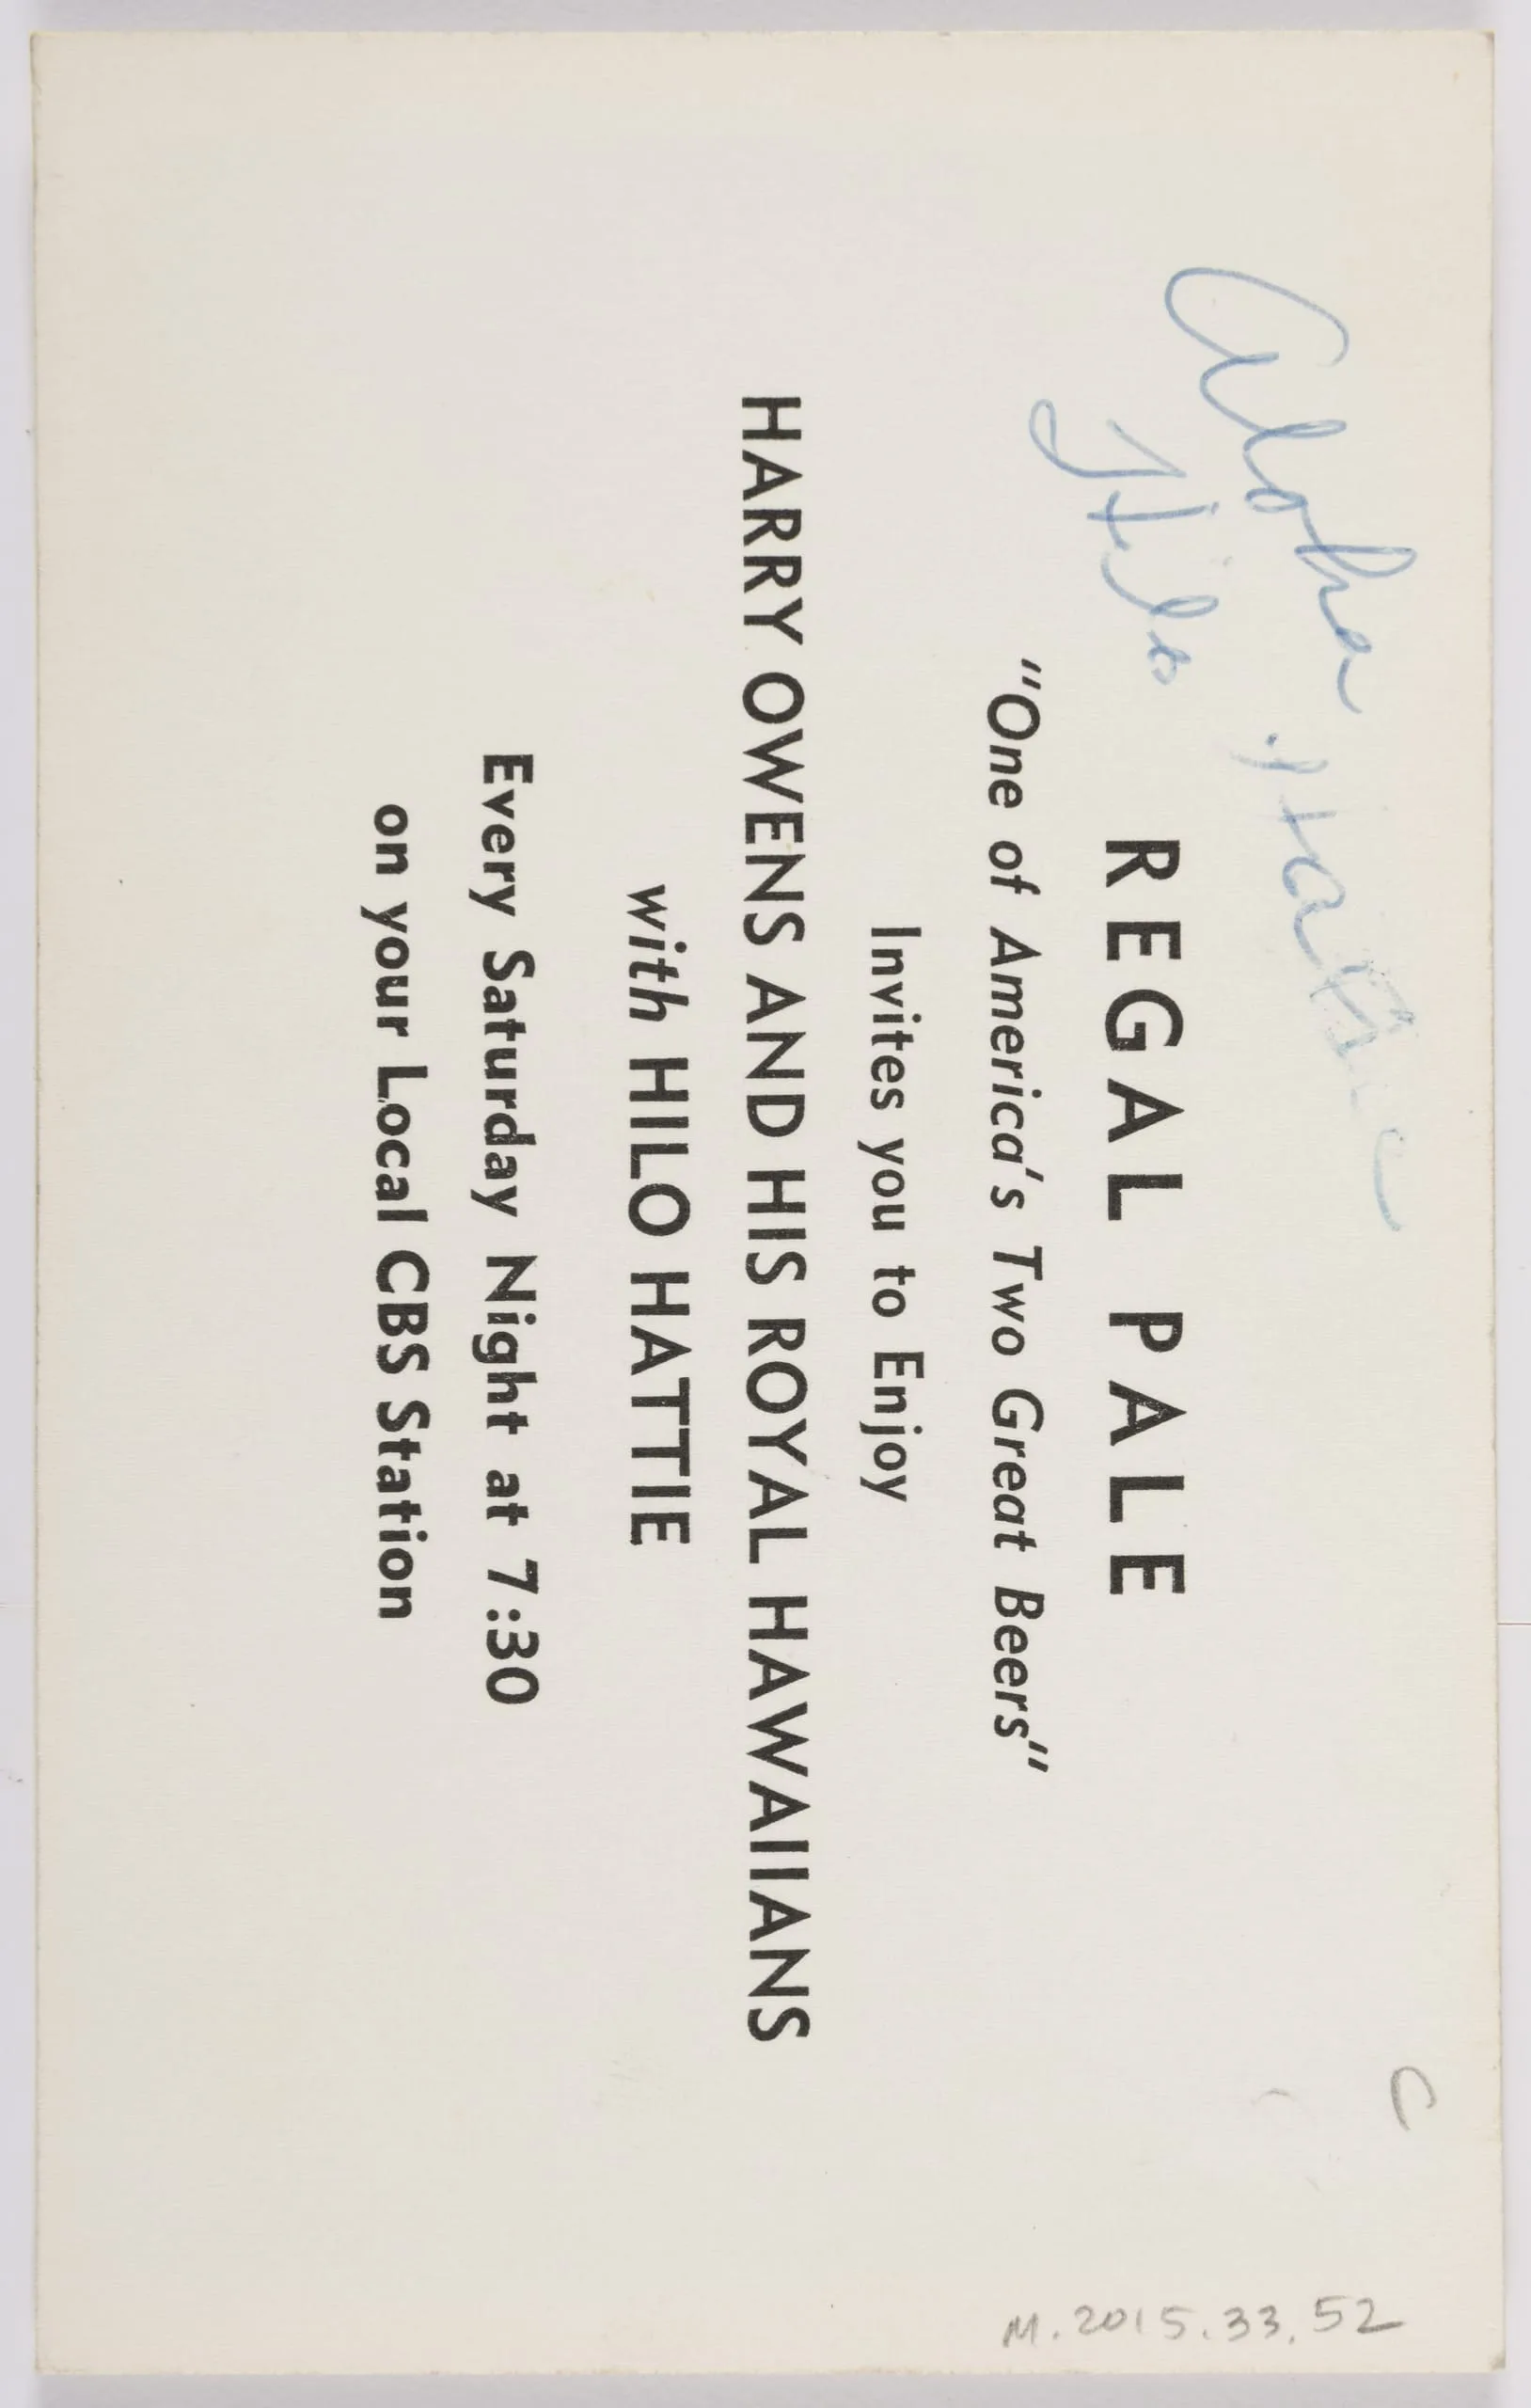 Aloha
Hilo Hattie
REGAL PALE
"One of America's Two Great Beers"
Invites you to Enjoy
HARRY OWENS AND HIS ROYAL HAWAIIANS
with HILO HATTIE
Every Saturday Night at 7:30
on your Local CBS Station
C
M.2015.33.52